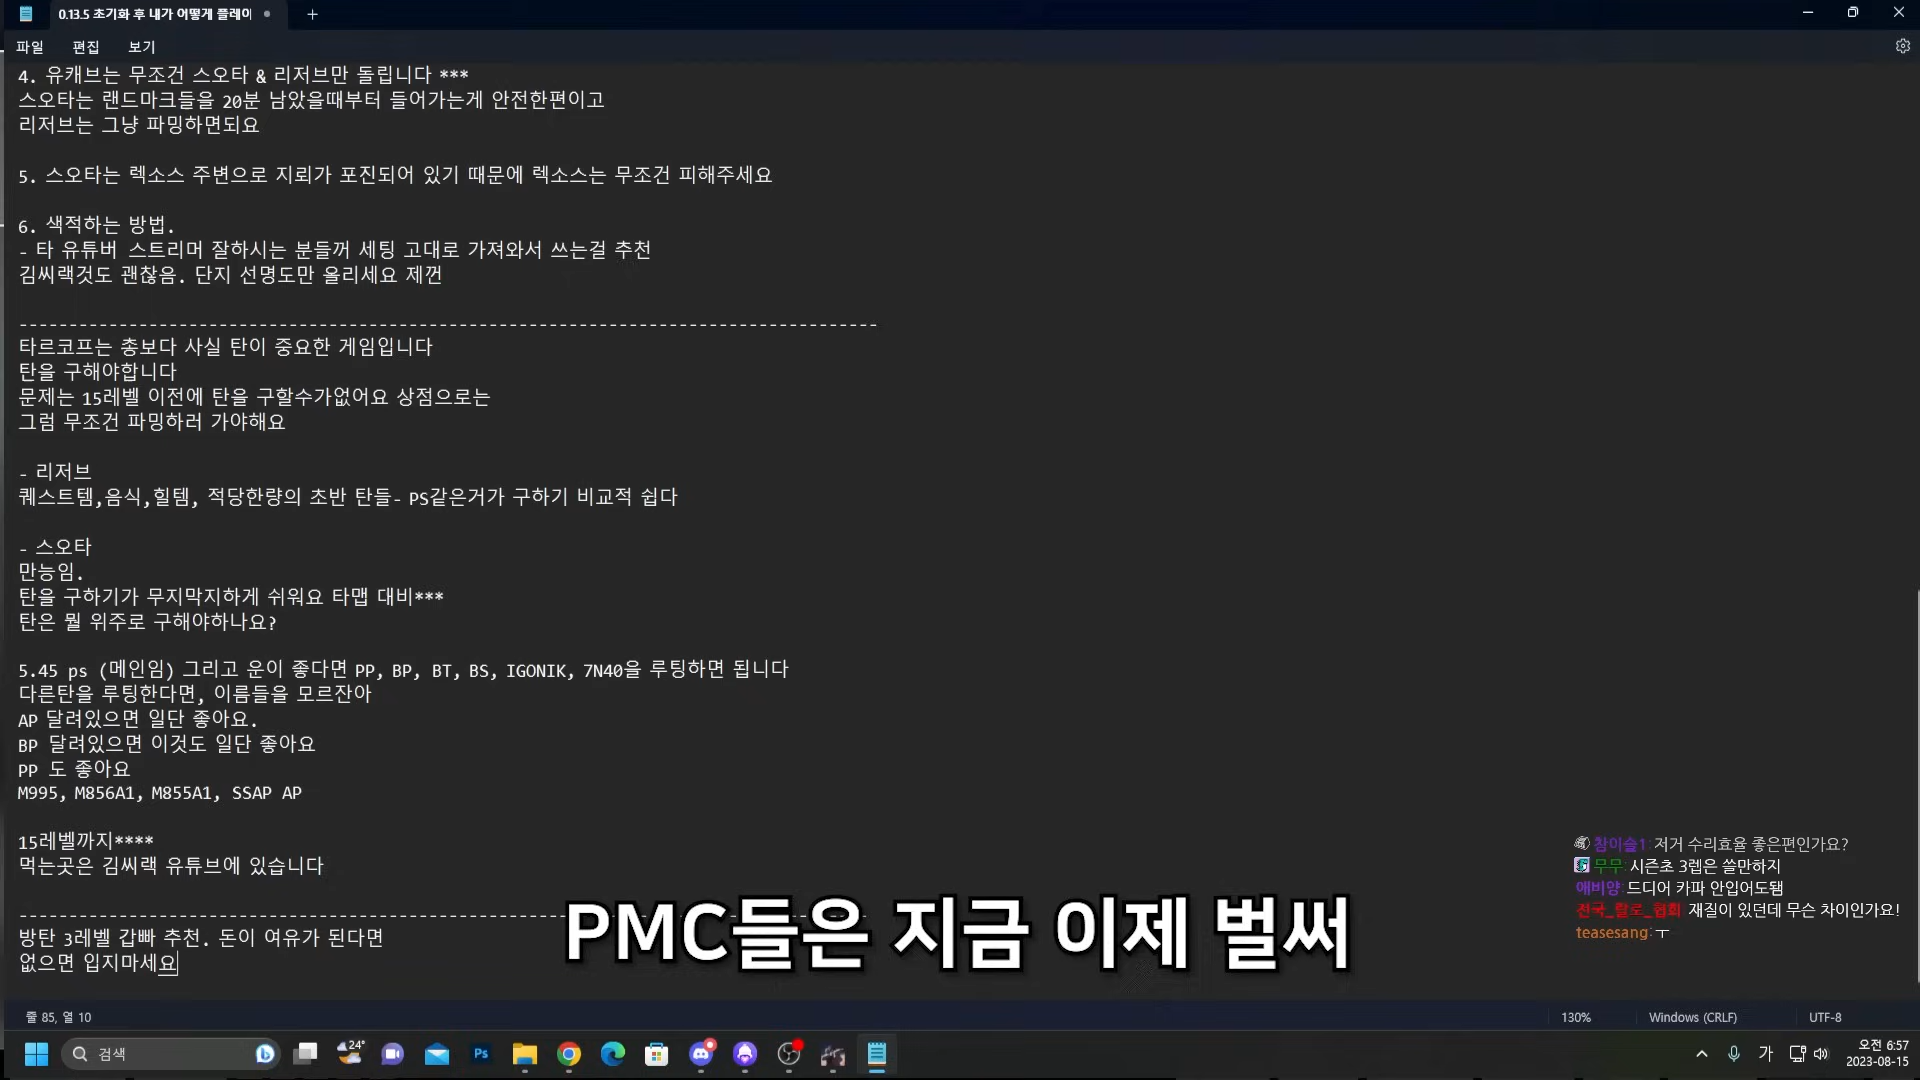 0.13.5 초기화 후 내가 어떻게 플레이
파일 편집 보기
4. 유캐브는 무조건 스오타 & 리저브만 돌립니다 ***
스오타는 랜드마크들을 20분 남았을때부터 들어가는게 안전한편이고
리저브는 그냥 파밍하면되요
5. 스오타는 렉소스 주변으로 지뢰가 포진되어 있기 때문에 렉소스는 무조건 피해주세요
6. 색적하는 방법.
- 타 유튜버 스트리머 잘하시는 분들꺼 세팅 고대로 가져와서 쓰는걸 추천
김씨랙것도 괜찮음. 단지 선명도만 올리세요 제껀
--------------------------------------------------------------------------------------
타르코프는 총보다 사실 탄이 중요한 게임입니다
탄을 구해야합니다
문제는 15레벨 이전에 탄을 구할수가없어요 상점으로는
그럼 무조건 파밍하러 가야해요
- 리저브
퀘스트템,음식,힐템, 적당한량의 초반 탄들- PS같은거가 구하기 비교적 쉽다
- 스오타
만능임.
탄을 구하기가 무지막지하게 쉬워요 타맵 대비***
탄은 뭘 위주로 구해야하나요?
5.45 ps (메인임) 그리고 운이 좋다면 PP, BP, BT, BS, IGONIK, 7N40을 루팅하면 됩니다
다른탄을 루팅한다면, 이름들을 모르잔아
AP 달려있으면 일단 좋아요.
BP 달려있으면 이것도 일단 좋아요
PP 도 좋아요
M995, M856A1, M855A1, SSAP AP
15레벨까지****
먹는곳은 김씨랙 유튜브에 있습니다
--------------------------------------------------------------------------------------
방탄 3레벨 갑빠 추천. 돈이 여유가 된다면
없으면 입지마세요
PMC들은 지금 이제 벌써
참이슬1: 저거 수리효율 좋은편인가요?
무무: 시즌초 3렙은 쓸만하지
애비양: 드디어 카파 안입어도됌
전국_랄로_협회: 재질이 있던데 무슨 차이인가요!
teasesang: ㅜ
줄 85, 열 10 130% Windows (CRLF) UTF-8
검색 24° Ps 가 오전 6:57
2023-08-15